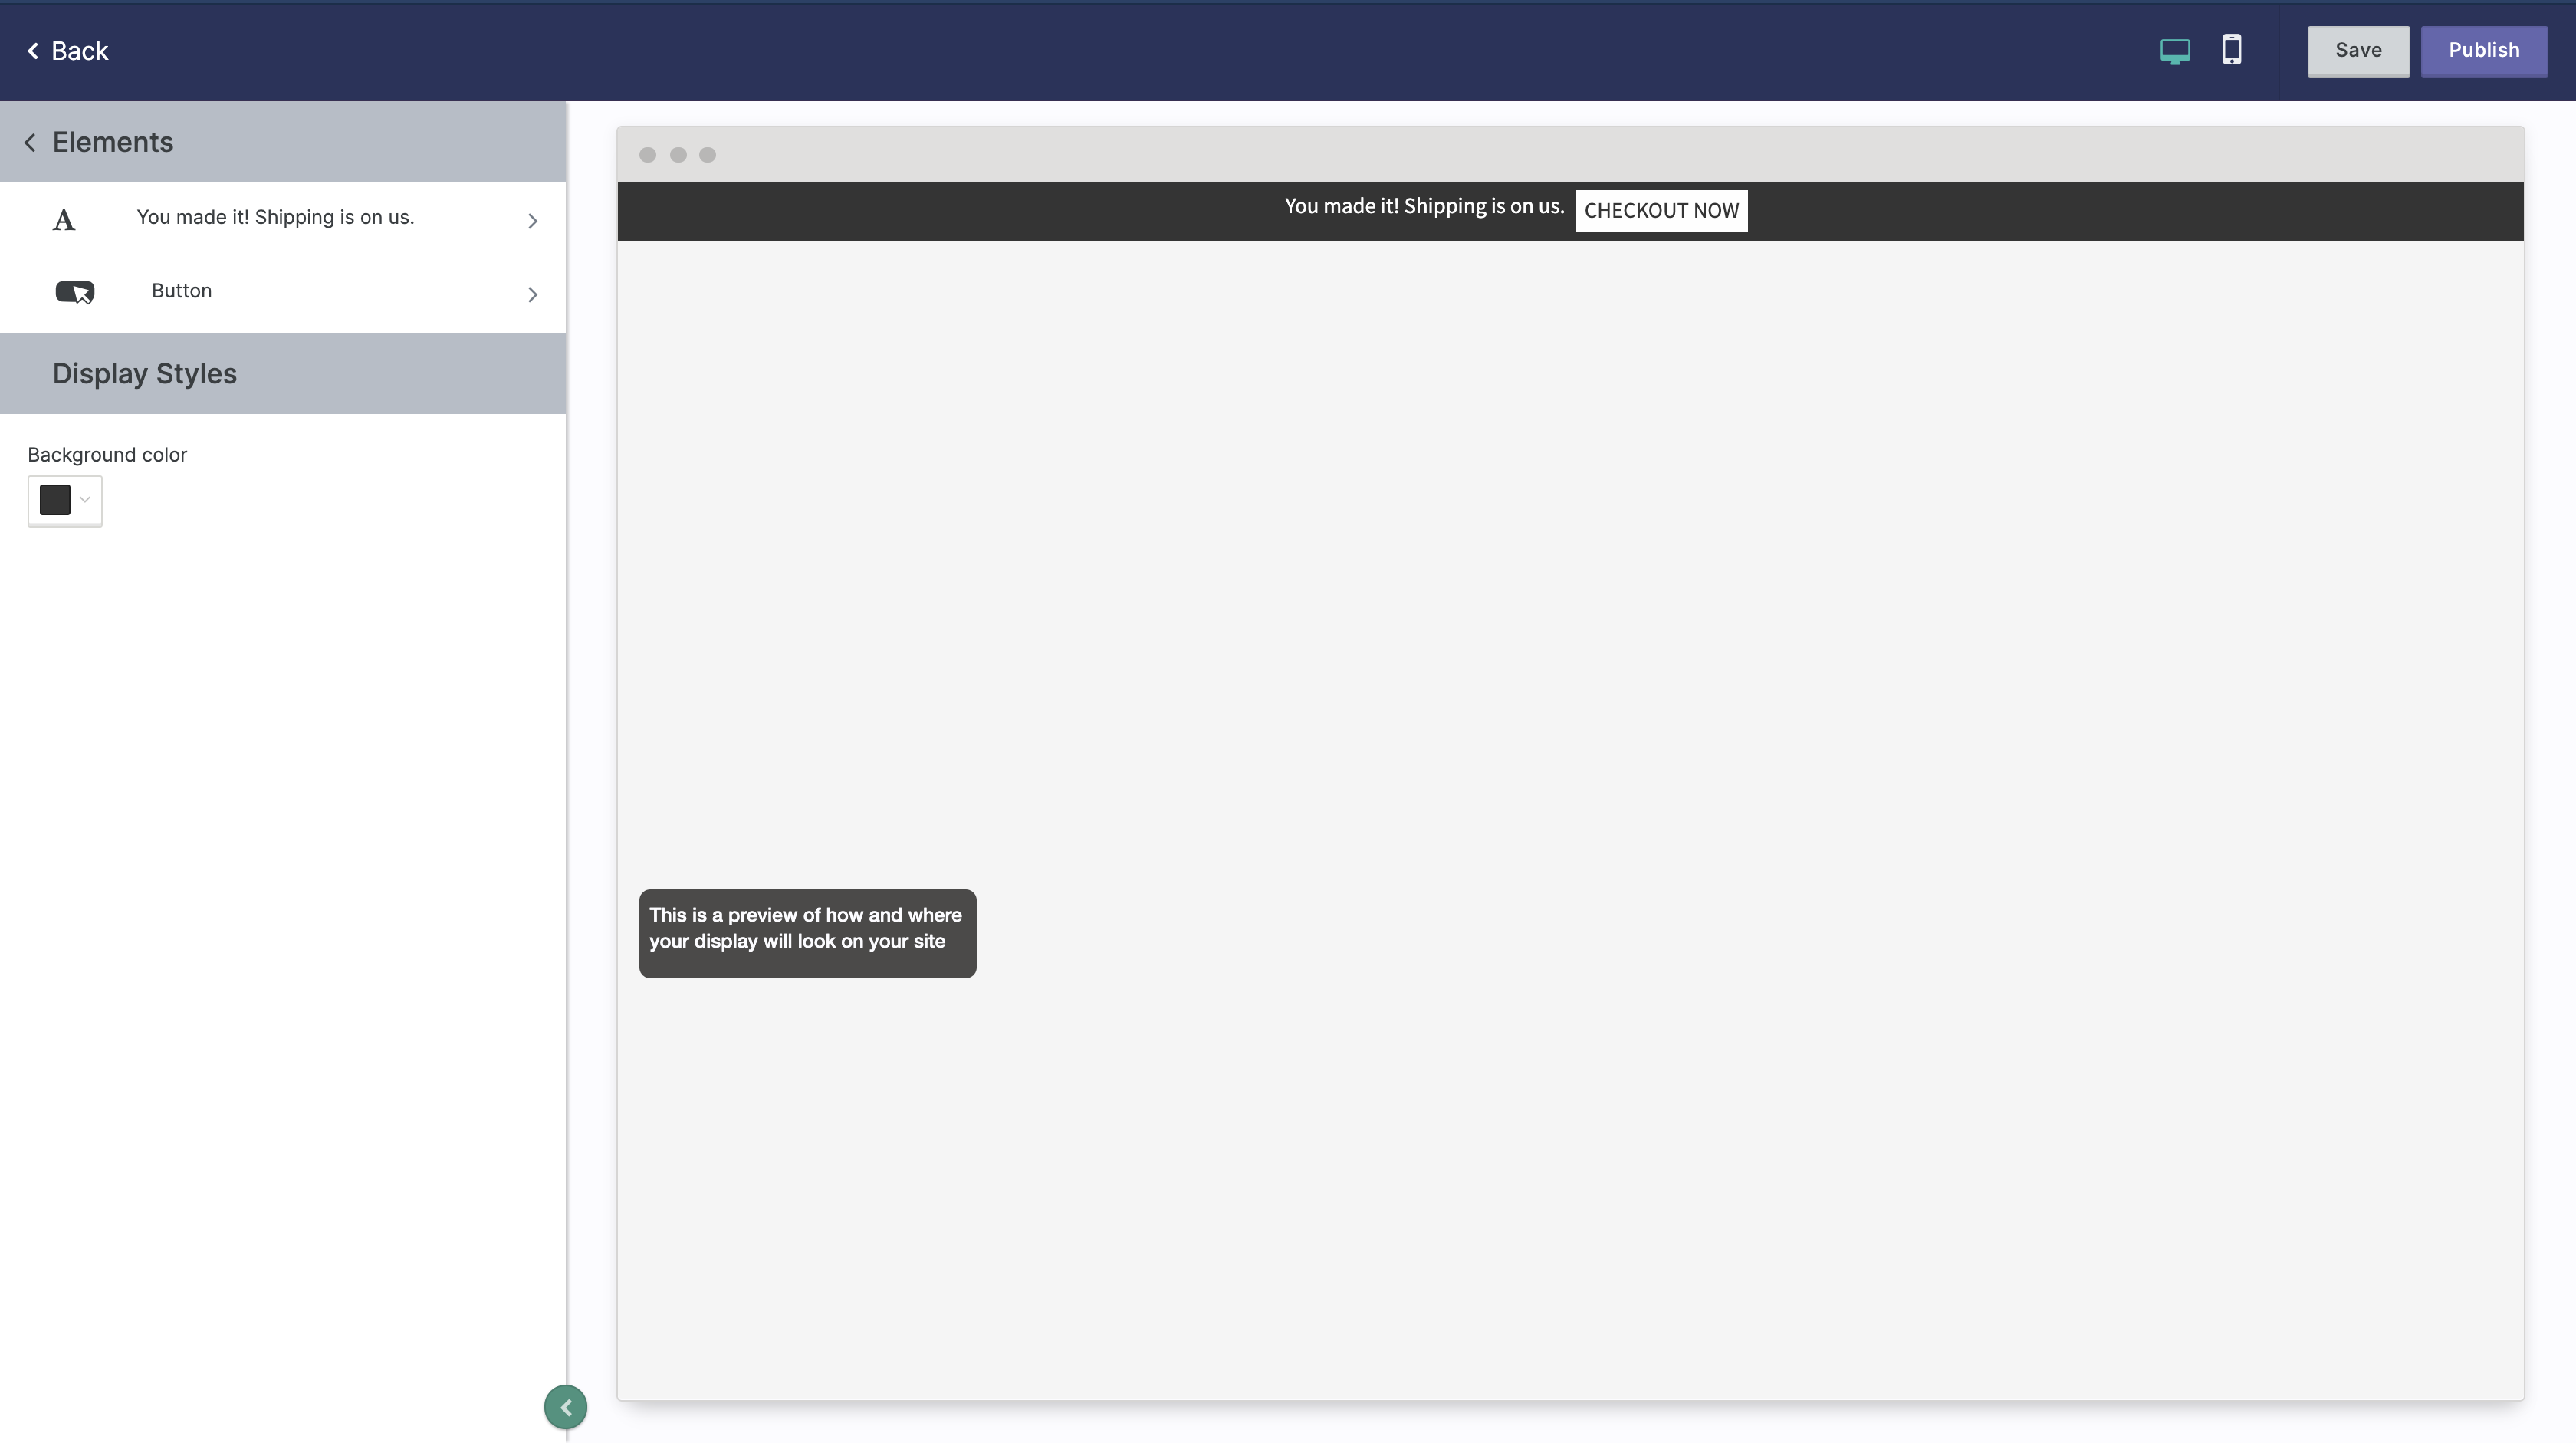 Back
Save
Publish
Elements
You made it! Shipping is on us.
Button
Display Styles
Background color
You made it! Shipping is on us.
CHECKOUT NOW
This is a preview of how and where
your display will look on your site